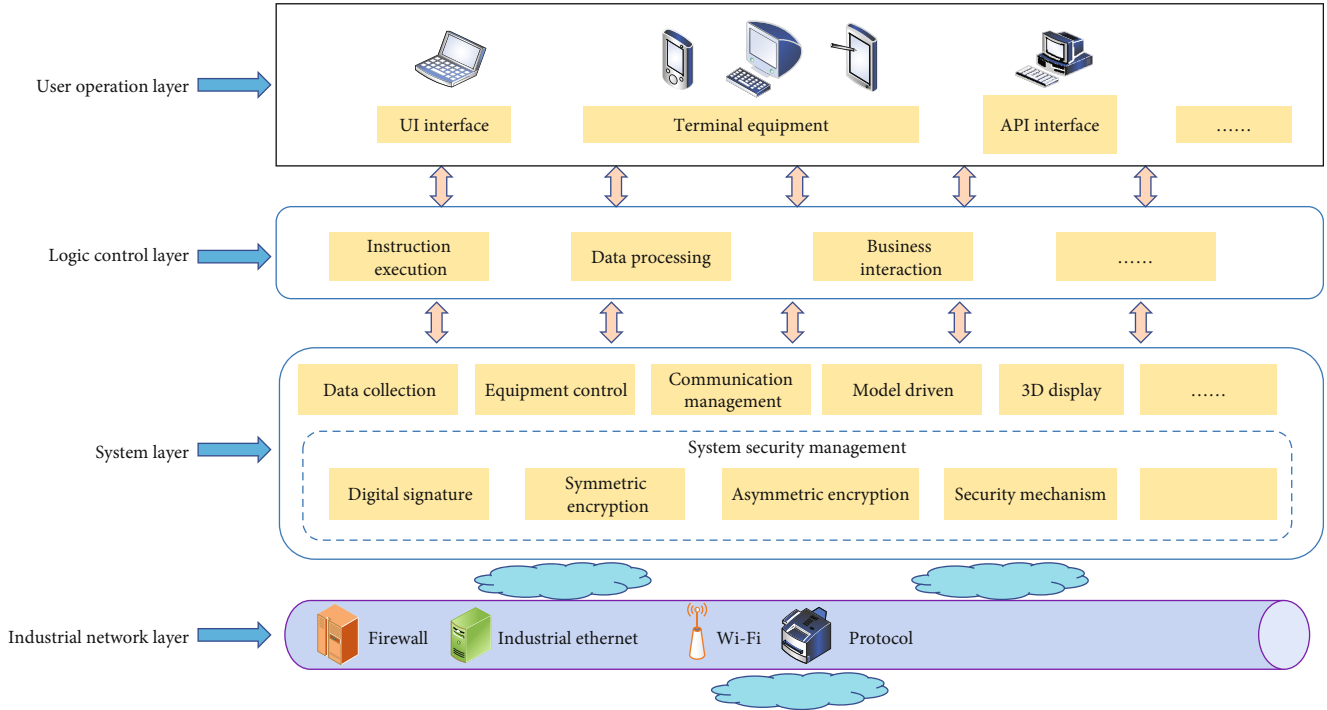 User operation layer
UI interface
Terminal equipment
API interface
......
Logic control layer
Instruction
execution
Data processing
Business
interaction
......
System layer
Data collection
Equipment control
Communication
management
Model driven
3D display
......
System security management
Digital signature
Symmetric
encryption
Asymmetric encryption
Security mechanism
Industrial network layer
Firewall
Industrial ethernet
Wi-Fi
Protocol